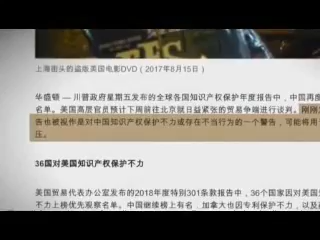 上海街头的盗版美国电影DVD（2017年8月15日）
华盛顿 — 川普政府星期五发布的全球各国知识产权保护年度报告中，中国再度
名单。美国高层官员预计下周前往北京就日益紧张的贸易争端进行谈判。刚刚
告也被视作是对中国知识产权保护不力或存在不当行为的一个警告，可能将用
压。
36国对美国知识产权保护不力
美国贸易代表办公室发布的2018年度特别301条款报告中，36个国家因对美国
力上榜优先观察名单。中国继续榜上有名，加拿大也因专利保护不力，以及